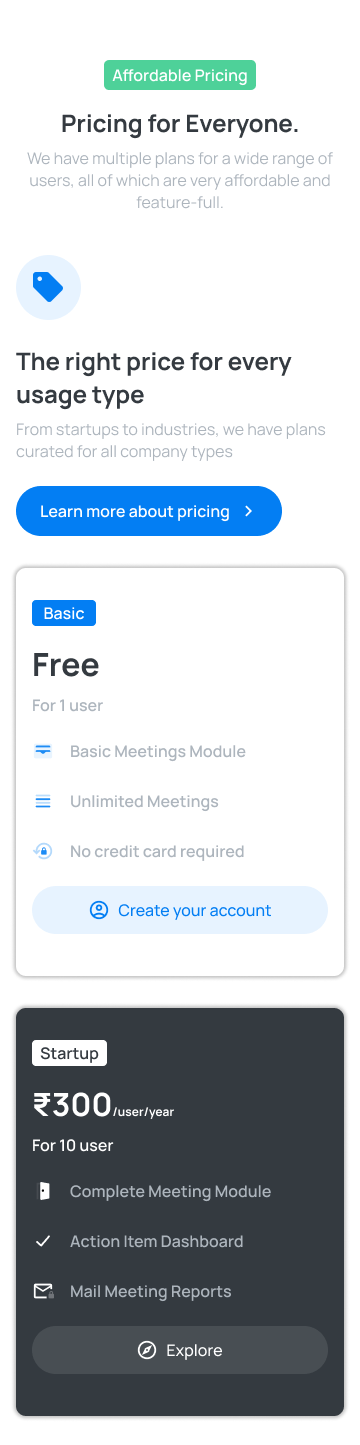 Affordable Pricing
Pricing for Everyone.
We have multiple plans for a wide range of
users, all of which are very affordable and
feature-full.
The right price for every
usage type
From startups to industries, we have plans
curated for all company types
Learn more about pricing
Basic
Free
For 1 user
Basic Meetings Module
Unlimited Meetings
No credit card required
Create your account
Startup
₹300/user/year
For 10 user
Complete Meeting Module
Action Item Dashboard
Mail Meeting Reports
Explore